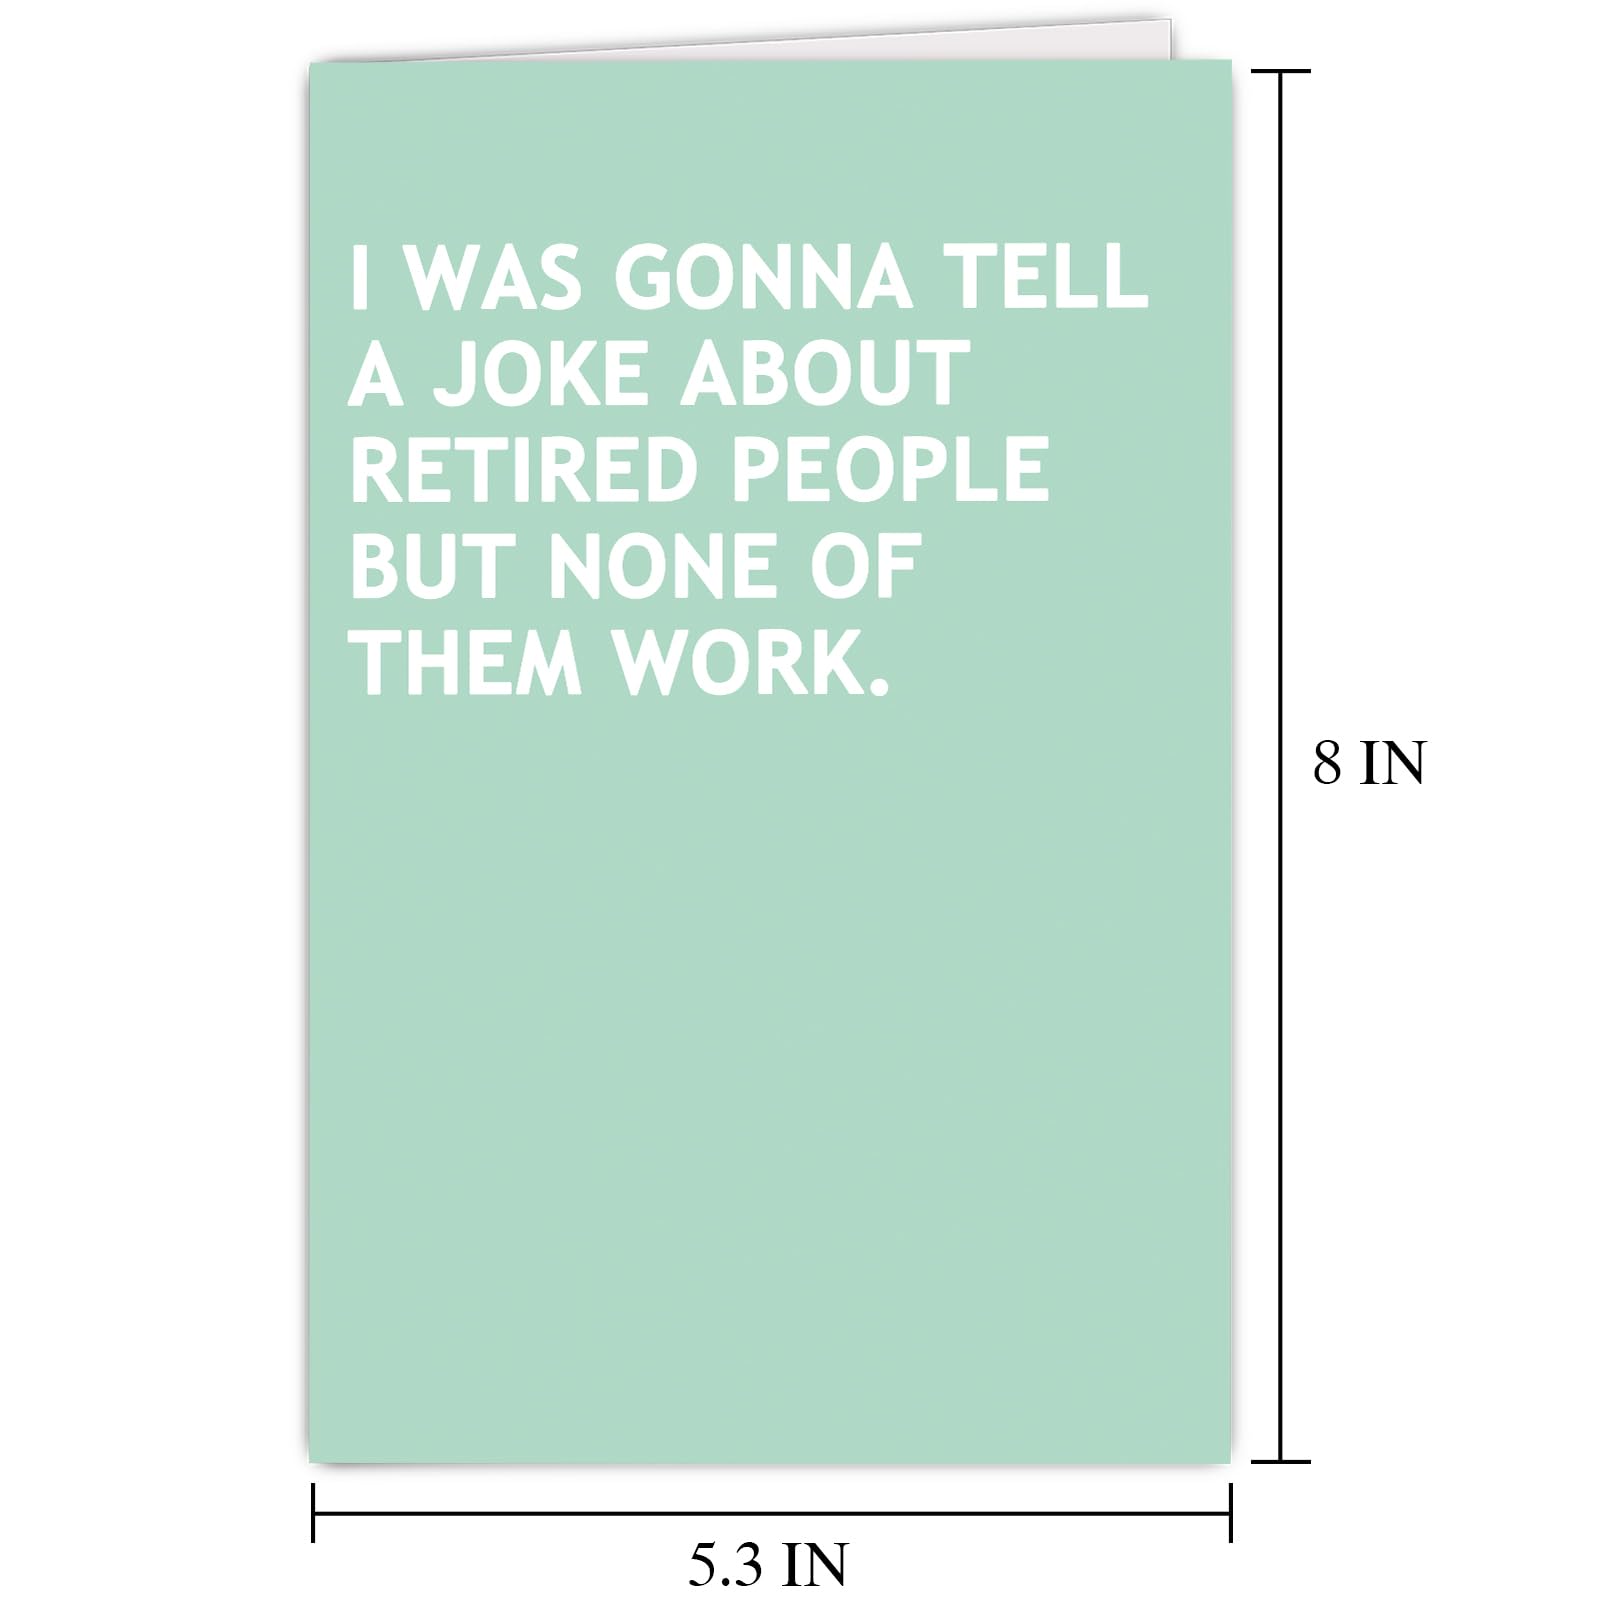 I WAS GONNA TELL
A JOKE ABOUT
RETIRED PEOPLE
BUT NONE OF
THEM WORK.
8 IN
5.3 IN